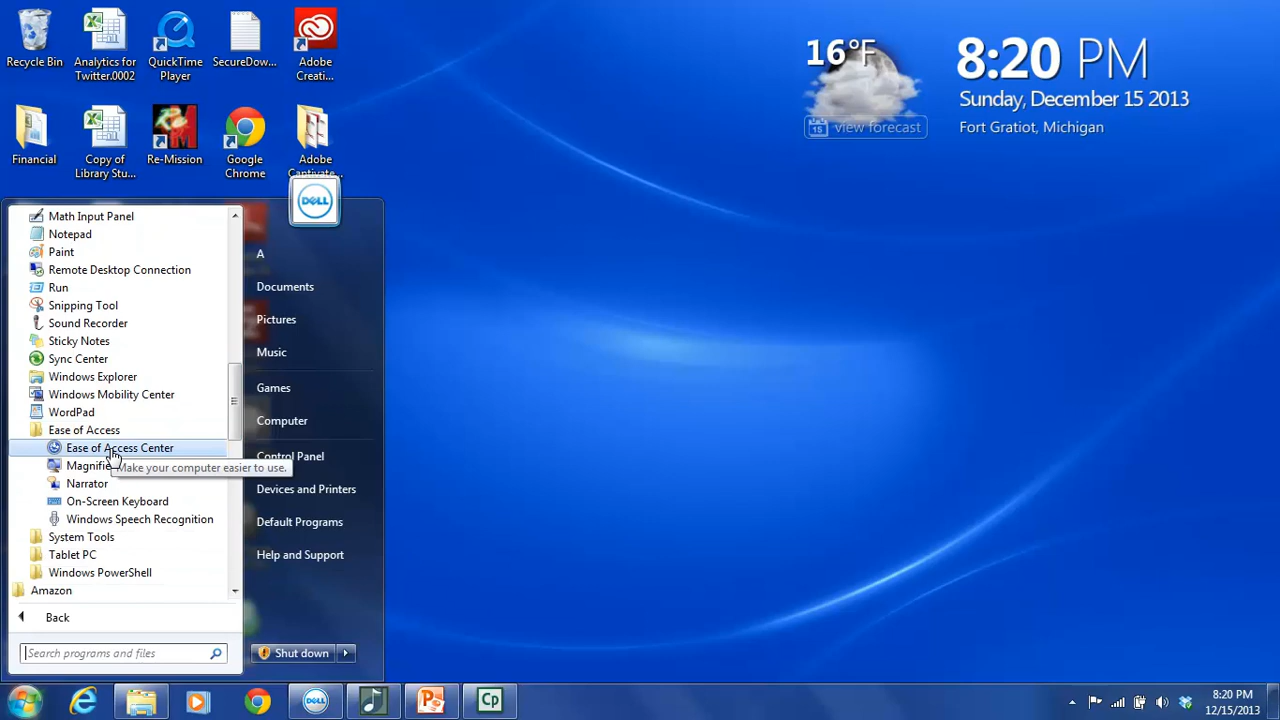 Recycle Bin
Analytics for
Twitter.0002
QuickTime
Player
SecureDow...
Adobe
Creati...
Financial
Copy of
Library Stu...
Re-Mission
Google
Chrome
Adobe
Captivate...
16°F
view forecast
8:20 PM
Sunday, December 15 2013
Fort Gratiot, Michigan
DELL
Math Input Panel
Notepad
Paint
Remote Desktop Connection
Run
Snipping Tool
Sound Recorder
Sticky Notes
Sync Center
Windows Explorer
Windows Mobility Center
WordPad
Ease of Access
Ease of Access Center
Magnifie
Make your computer easier to use.
Narrator
On-Screen Keyboard
Windows Speech Recognition
System Tools
Tablet PC
Windows PowerShell
Amazon
Back
Search programs and files
A
Documents
Pictures
Music
Games
Computer
Control Panel
Devices and Printers
Default Programs
Help and Support
Shut down
DELL
P
Cp
8:20 PM
12/15/2013